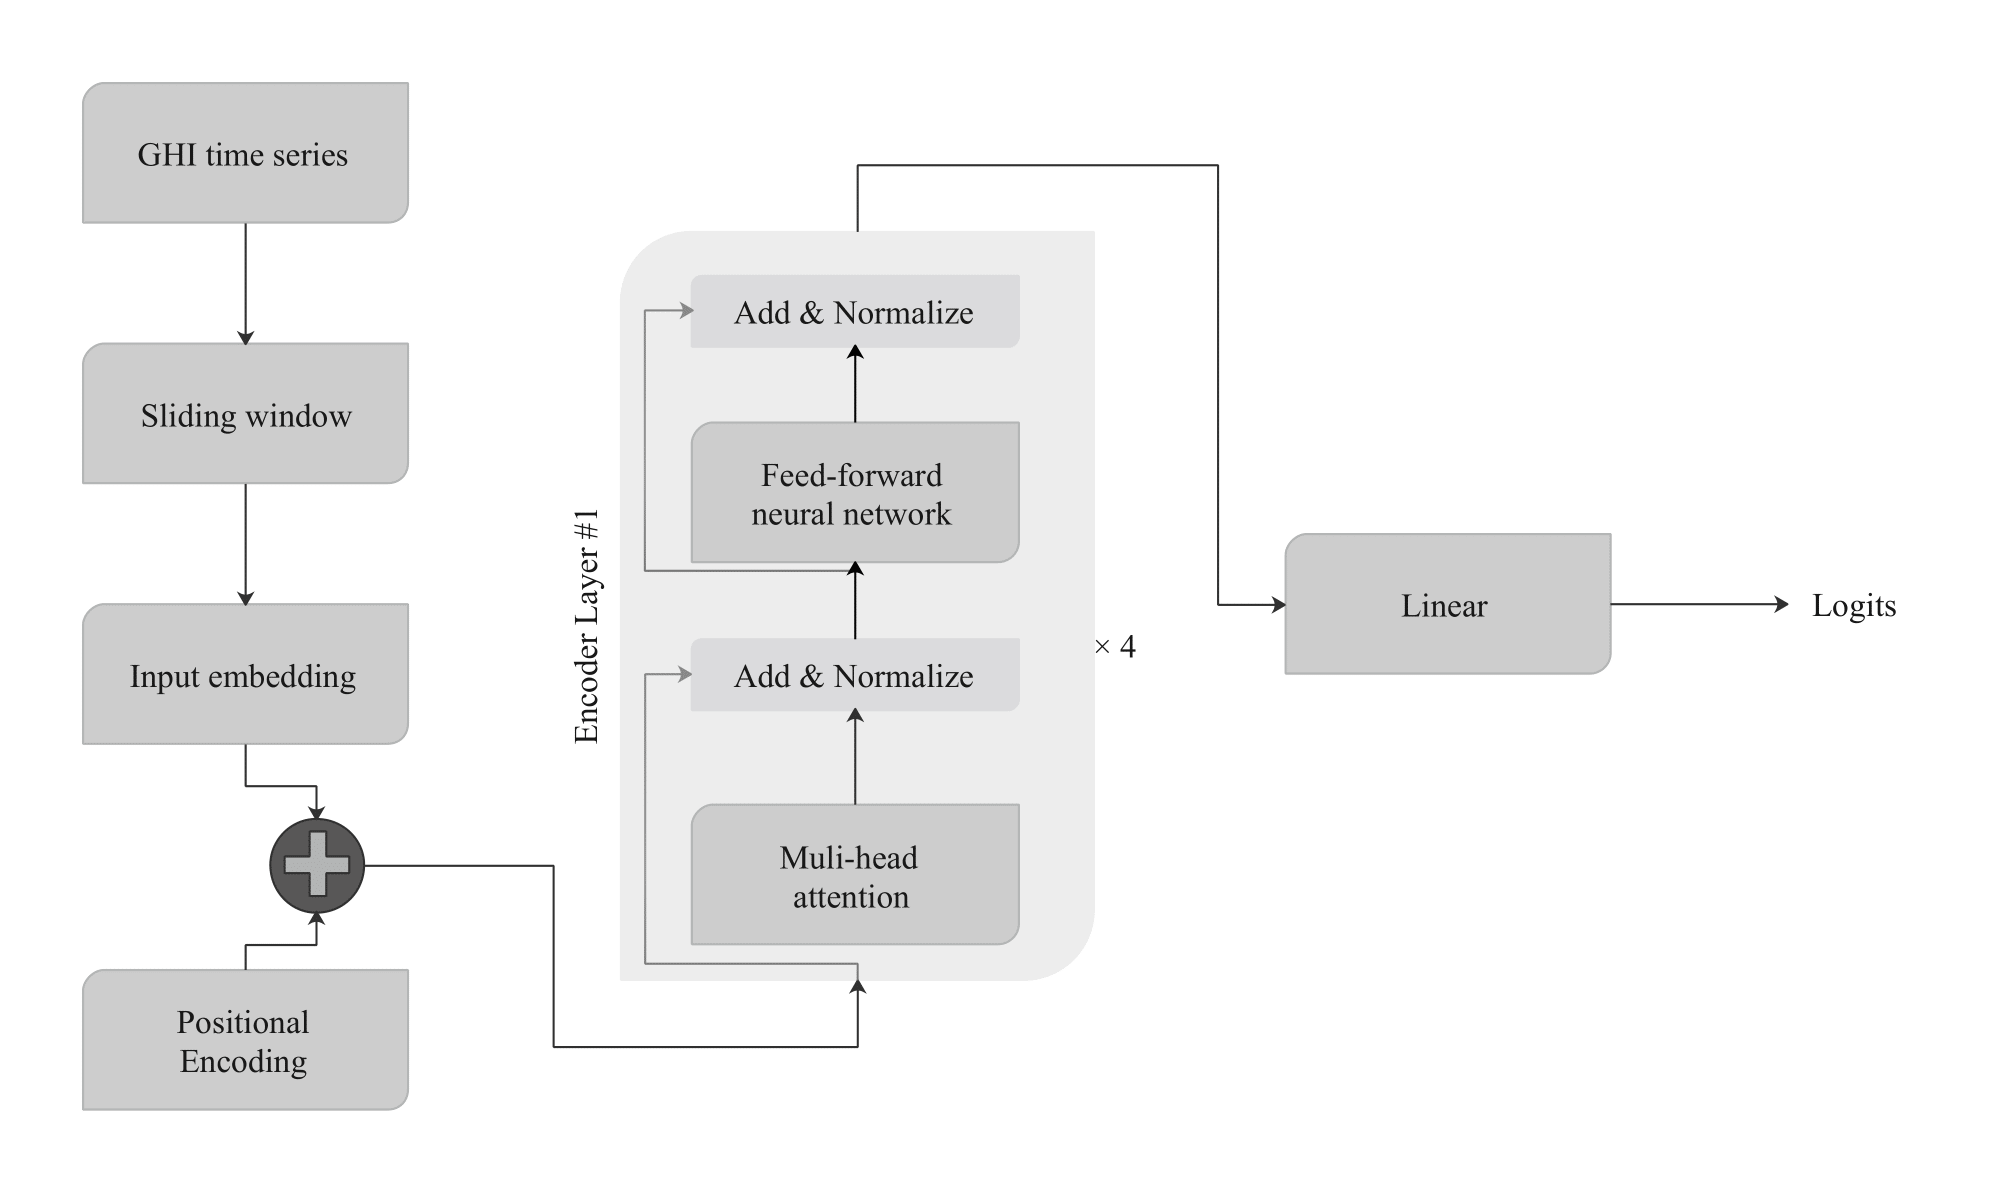 GHI time series
Sliding window
Input embedding
Positional
Encoding
Encoder Layer #1
Add & Normalize
Feed-forward
neural network
Add & Normalize
Muli-head
attention
× 4
Linear
Logits